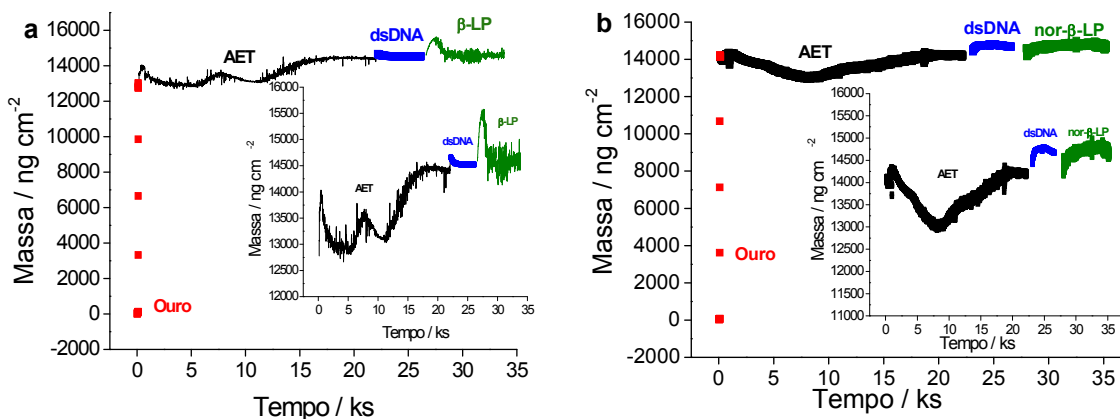 a
16000
14000
12000
10000
8000
6000
4000
2000
0
-2000
Massa / ng cm-2
0 5 10 15 20 25 30 35
Tempo / ks
Ouro
AET
dsDNA
β-LP
16000
15500
15000
14500
14000
13500
13000
12500
12000
Massa / ng cm -2
0 5 10 15 20 25 30 35
Tempo / ks
AET
dsDNA
β-LP
b
16000
14000
12000
10000
8000
6000
4000
2000
0
-2000
Massa / ng cm-2
0 5 10 15 20 25 30 35
Tempo / ks
Ouro
AET
dsDNA
nor-β-LP
16000
15500
15000
14500
14000
13500
13000
12500
12000
11500
11000
Massa / ng cm -2
0 5 10 15 20 25 30 35
Tempo / ks
AET
dsDNA
nor-β-LP